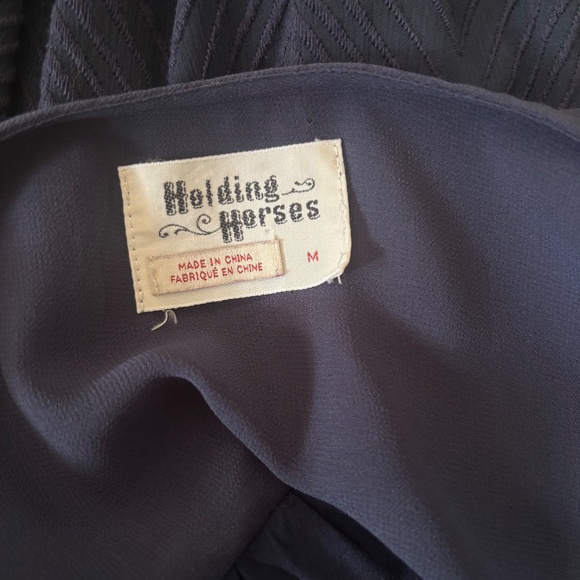 Holding
Horses
MADE IN CHINA
FABRIQUÉ EN CHINE
M